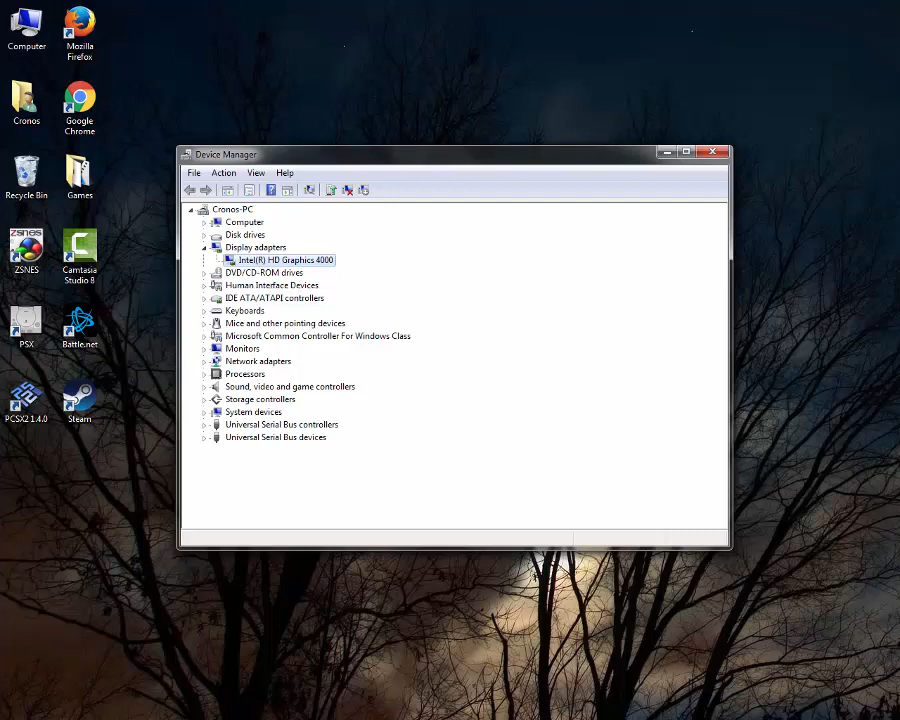 Computer
Mozilla
Firefox
Cronos
Google
Chrome
Recycle Bin
Games
ZSNES
Camtasia
Studio 8
PSX
Battle.net
PCSX2 1.4.0
Steam
Device Manager
File Action View Help
Cronos-PC
Computer
Disk drives
Display adapters
Intel(R) HD Graphics 4000
DVD/CD-ROM drives
Human Interface Devices
IDE ATA/ATAPI controllers
Keyboards
Mice and other pointing devices
Microsoft Common Controller For Windows Class
Monitors
Network adapters
Processors
Sound, video and game controllers
Storage controllers
System devices
Universal Serial Bus controllers
Universal Serial Bus devices